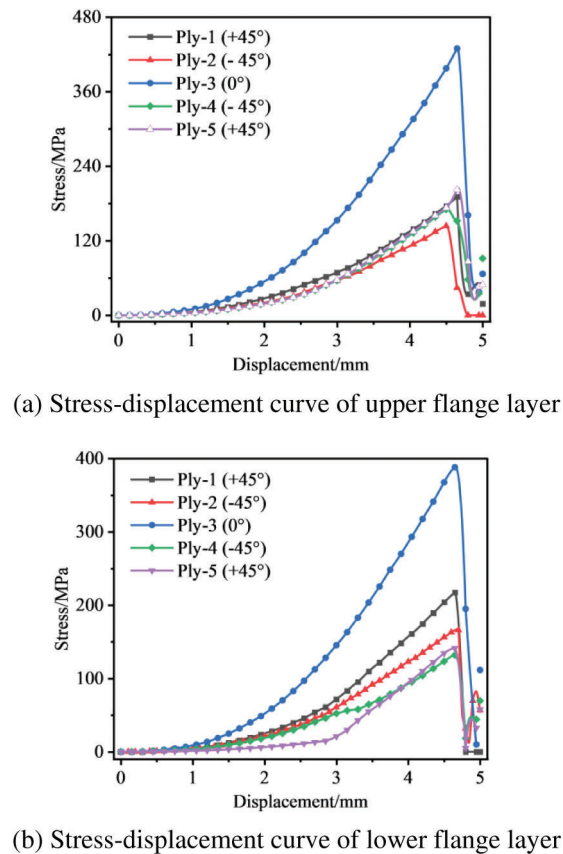 480
360
240
120
0
Stress/MPa
Ply-1 (+45°)
Ply-2 (- 45°)
Ply-3 (0°)
Ply-4 (- 45°)
Ply-5 (+45°)
0 1 2 3 4 5
Displacement/mm
(a) Stress-displacement curve of upper flange layer
400
300
200
100
0
Stress/MPa
Ply-1 (+45°)
Ply-2 (-45°)
Ply-3 (0°)
Ply-4 (-45°)
Ply-5 (+45°)
0 1 2 3 4 5
Displacement/mm
(b) Stress-displacement curve of lower flange layer